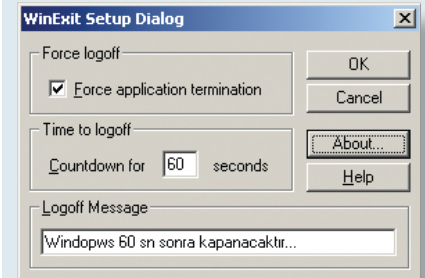 WinExit Setup Dialog
Force logoff
Force application termination
OK
Cancel
Time to logoff
Countdown for 60 seconds
About...
Help
Logoff Message
Windopws 60 sn sonra kapanacaktır...